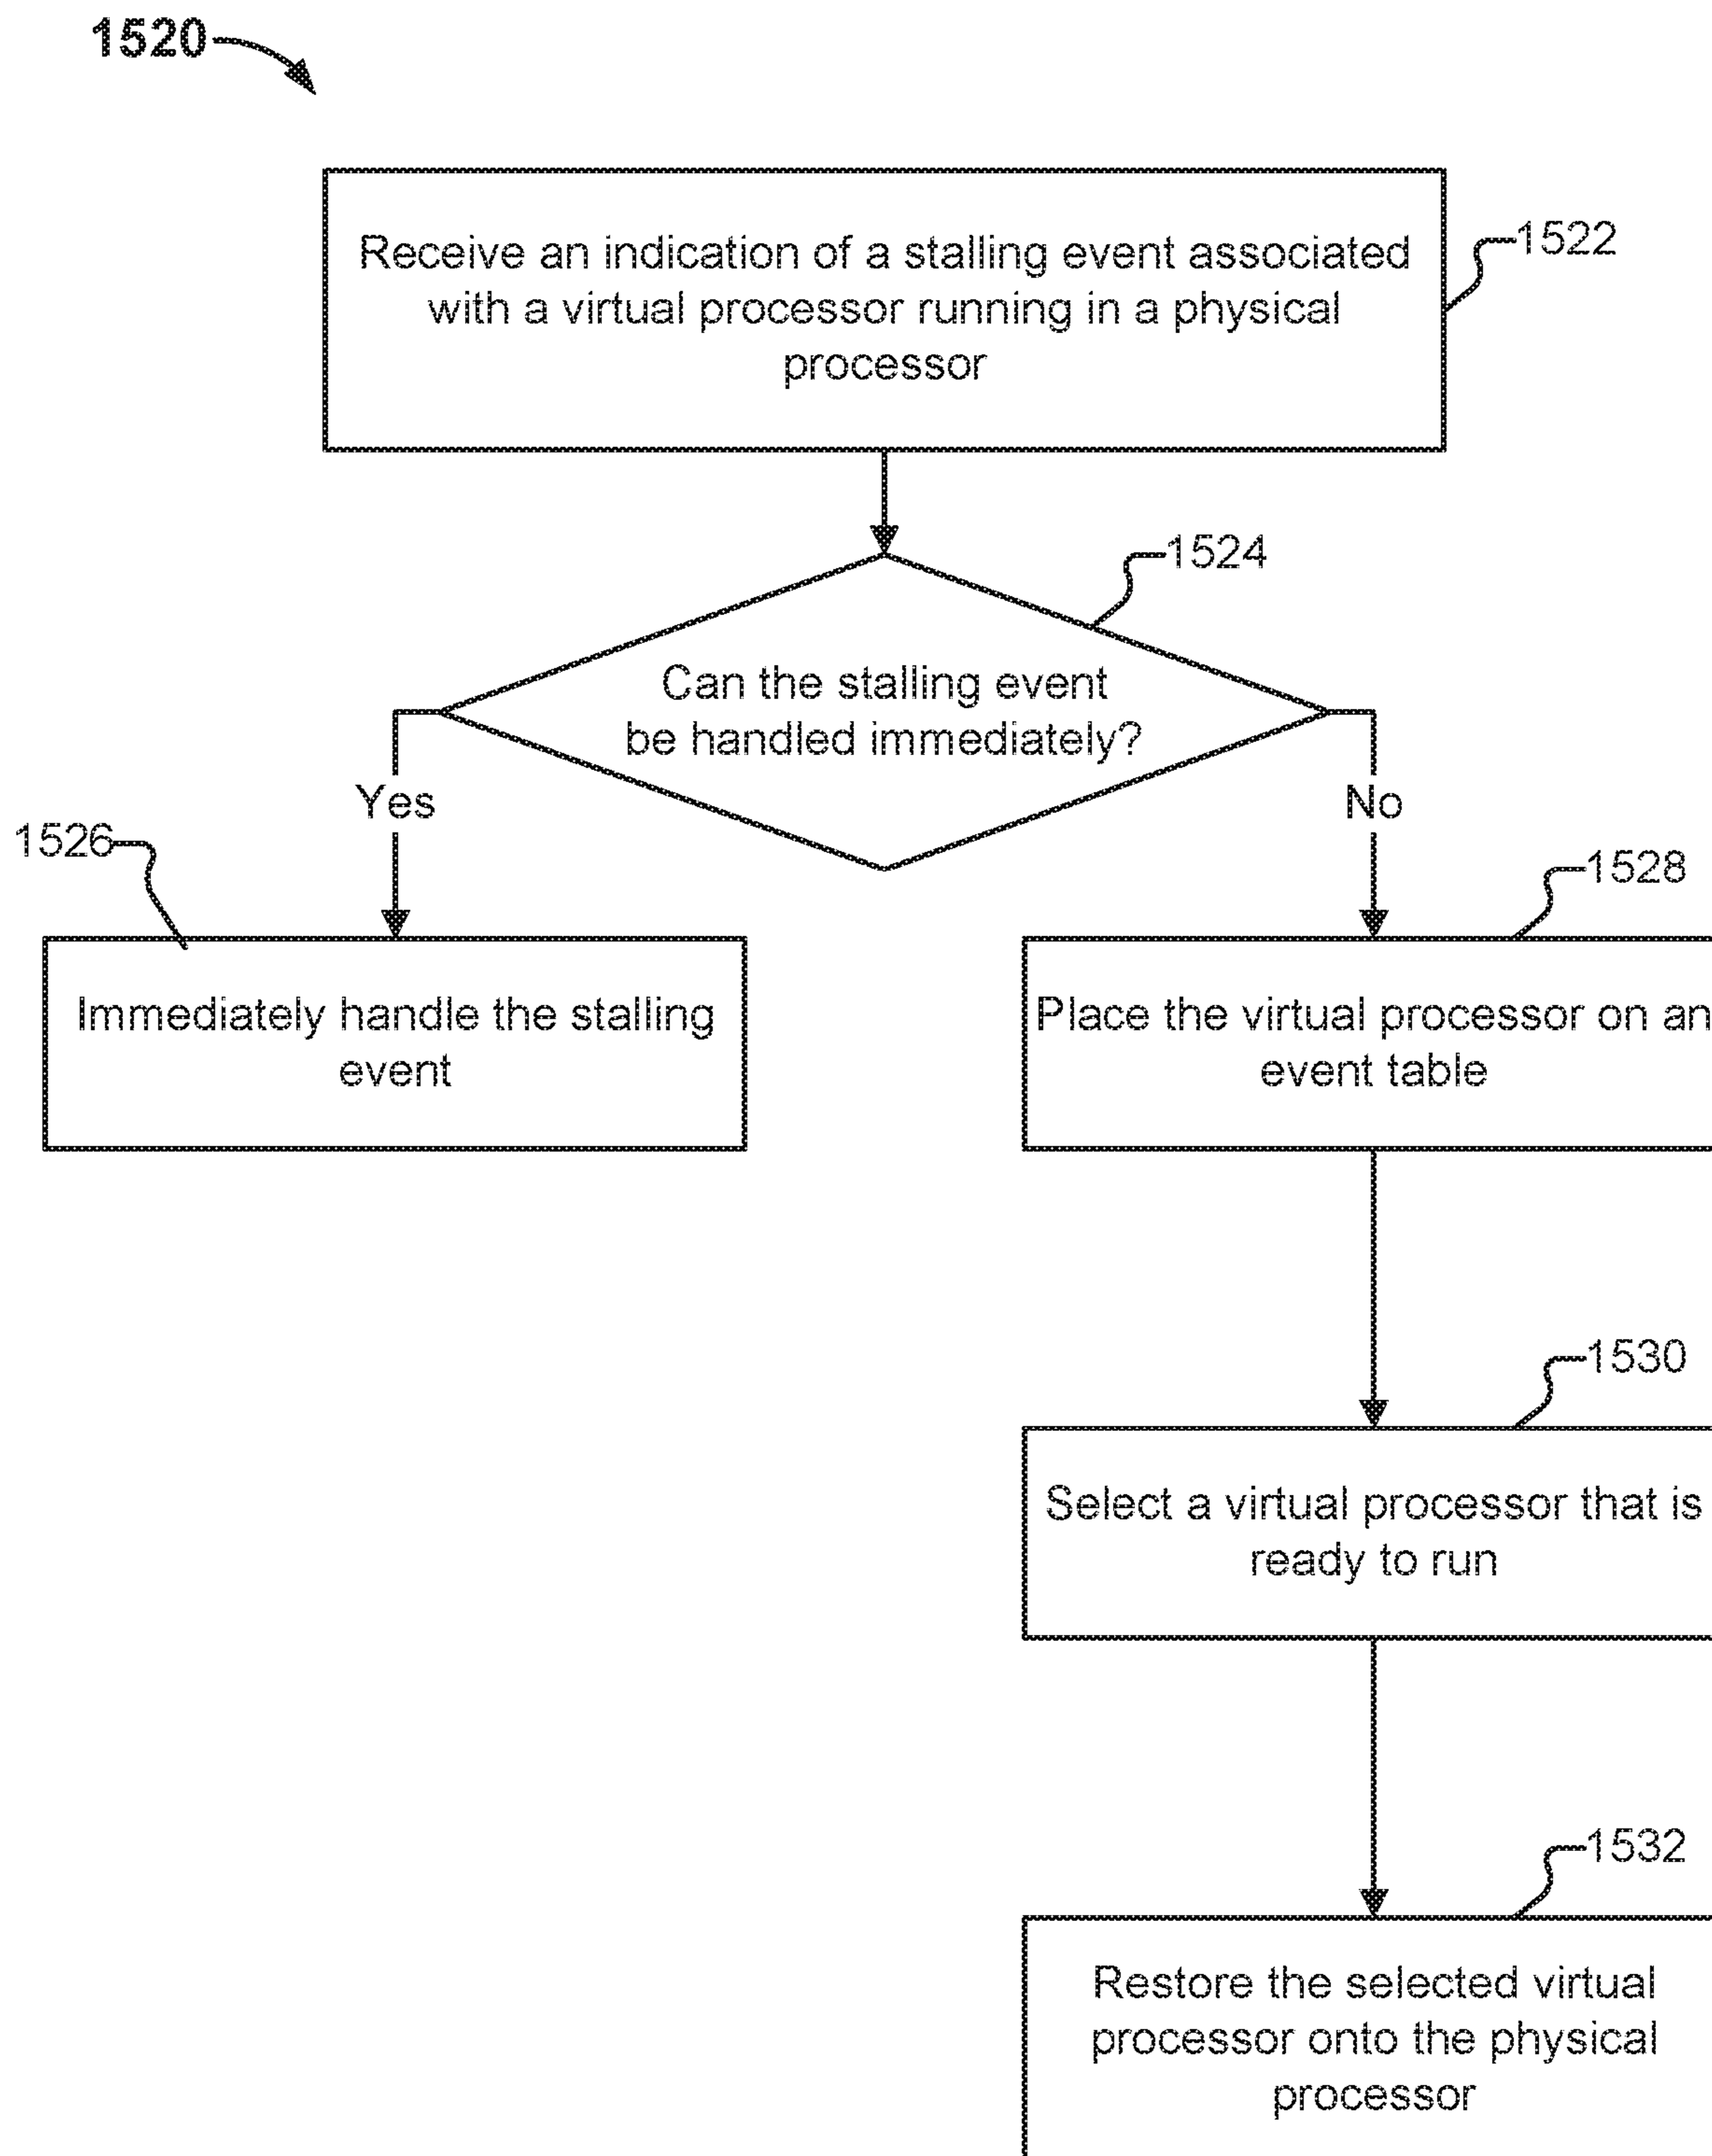 1520
Receive an indication of a stalling event associated
with a virtual processor running in a physical
processor
1522
1524
Can the stalling event
be handled immediately?
Yes
No
1526
1528
Immediately handle the stalling
event
Place the virtual processor on an
event table
1530
Select a virtual processor that is
ready to run
1532
Restore the selected virtual
processor onto the physical
processor